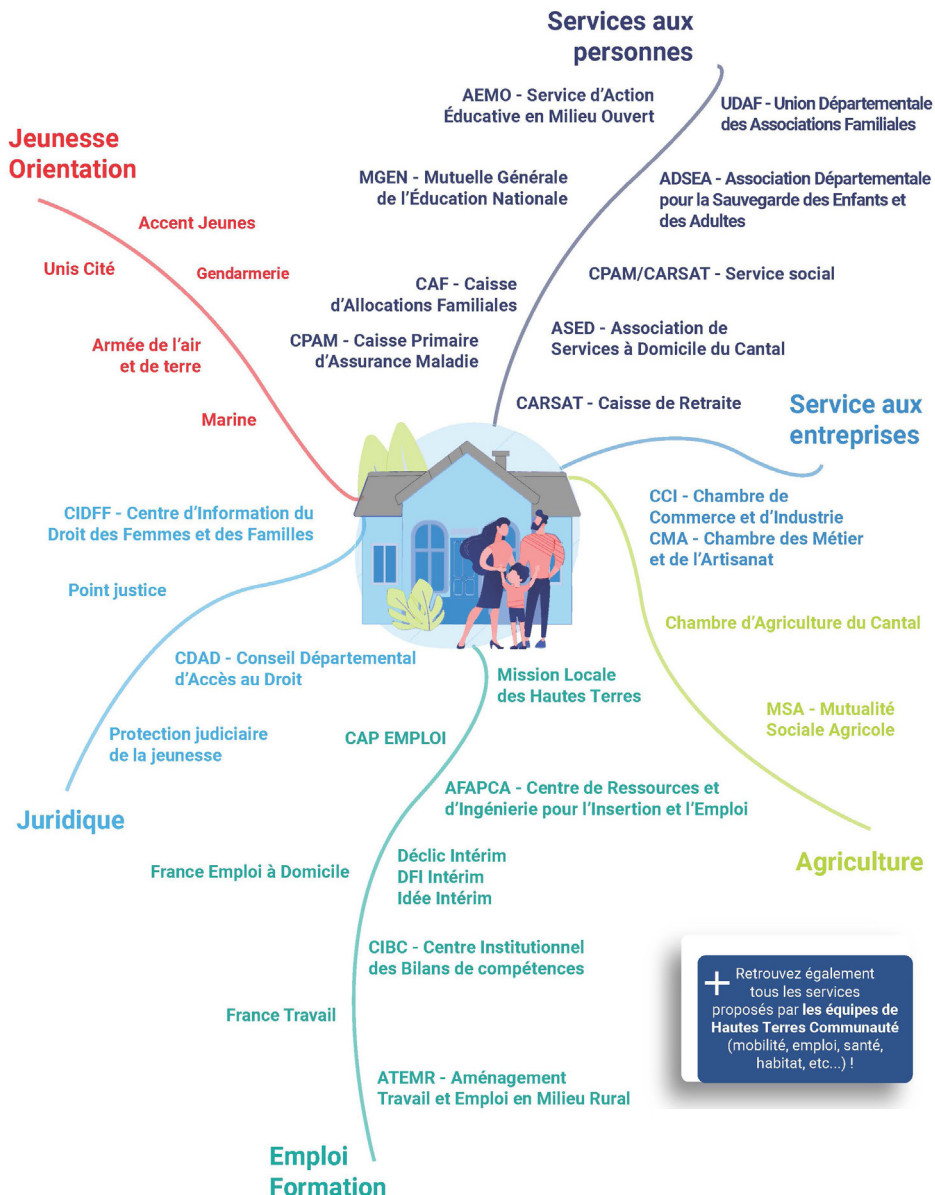 Services aux
personnes
AEMO - Service d'Action
Éducative en Milieu Ouvert
UDAF - Union Départementale
des Associations Familiales
MGEN - Mutuelle Générale
de l'Éducation Nationale
ADSEA - Association Départementale
pour la Sauvegarde des Enfants et
des Adultes
CAF - Caisse
d'Allocations Familiales
CPAM/CARSAT - Service social
CPAM - Caisse Primaire
d'Assurance Maladie
ASED - Association de
Services à Domicile du Cantal
CARSAT - Caisse de Retraite
Jeunesse
Orientation
Accent Jeunes
Unis Cité
Gendarmerie
Armée de l'air
et de terre
Marine
Service aux
entreprises
CCI - Chambre de
Commerce et d'Industrie
CMA - Chambre des Métier
et de l'Artisanat
CIDFF - Centre d'Information du
Droit des Femmes et des Familles
Point justice
CDAD - Conseil Départemental
d'Accès au Droit
Protection judiciaire
de la jeunesse
Juridique
Chambre d'Agriculture du Cantal
MSA - Mutualité
Sociale Agricole
Agriculture
Mission Locale
des Hautes Terres
CAP EMPLOI
AFAPCA - Centre de Ressources et
d'Ingénierie pour l'Insertion et l'Emploi
France Emploi à Domicile
Déclic Intérim
DFI Intérim
Idée Intérim
CIBC - Centre Institutionnel
des Bilans de compétences
France Travail
ATEMR - Aménagement
Travail et Emploi en Milieu Rural
Emploi
Formation
+ Retrouvez également
tous les services
proposés par les équipes de
Hautes Terres Communauté
(mobilité, emploi, santé,
habitat, etc...) !